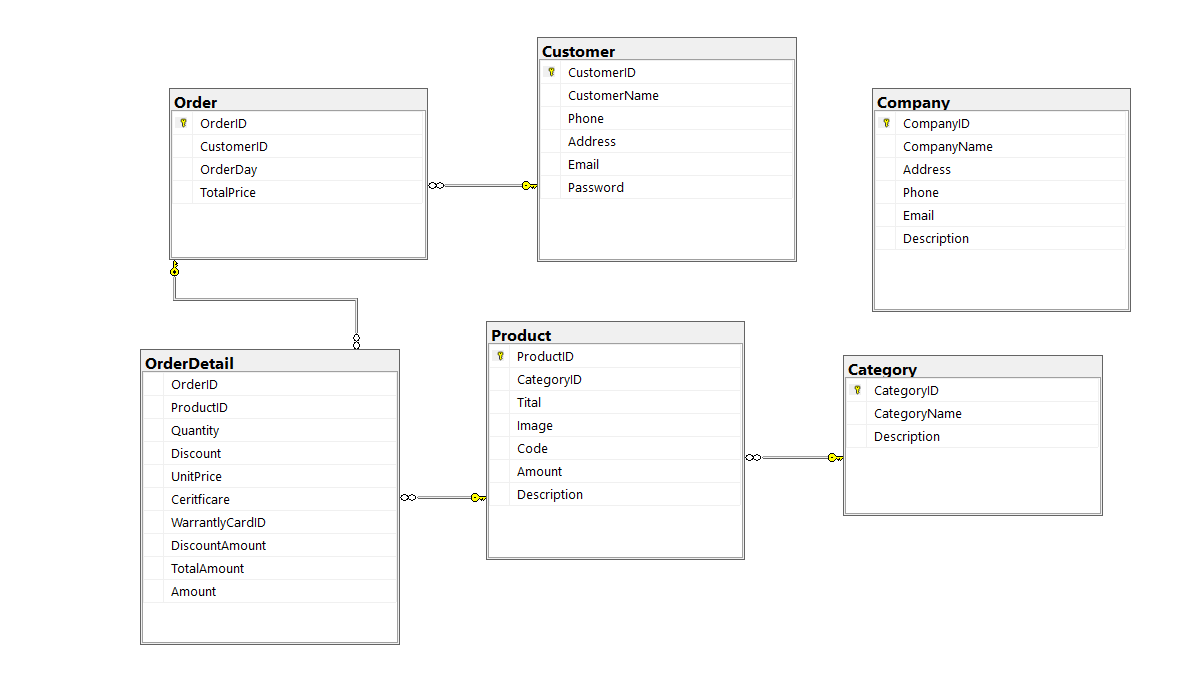 Customer
CustomerID
CustomerName
Phone
Address
Email
Password
Order
OrderID
CustomerID
OrderDay
TotalPrice
Company
CompanyID
CompanyName
Address
Phone
Email
Description
OrderDetail
OrderID
ProductID
Quantity
Discount
UnitPrice
Ceritficare
WarrantlyCardID
DiscountAmount
TotalAmount
Amount
Product
ProductID
CategoryID
Tital
Image
Code
Amount
Description
Category
CategoryID
CategoryName
Description